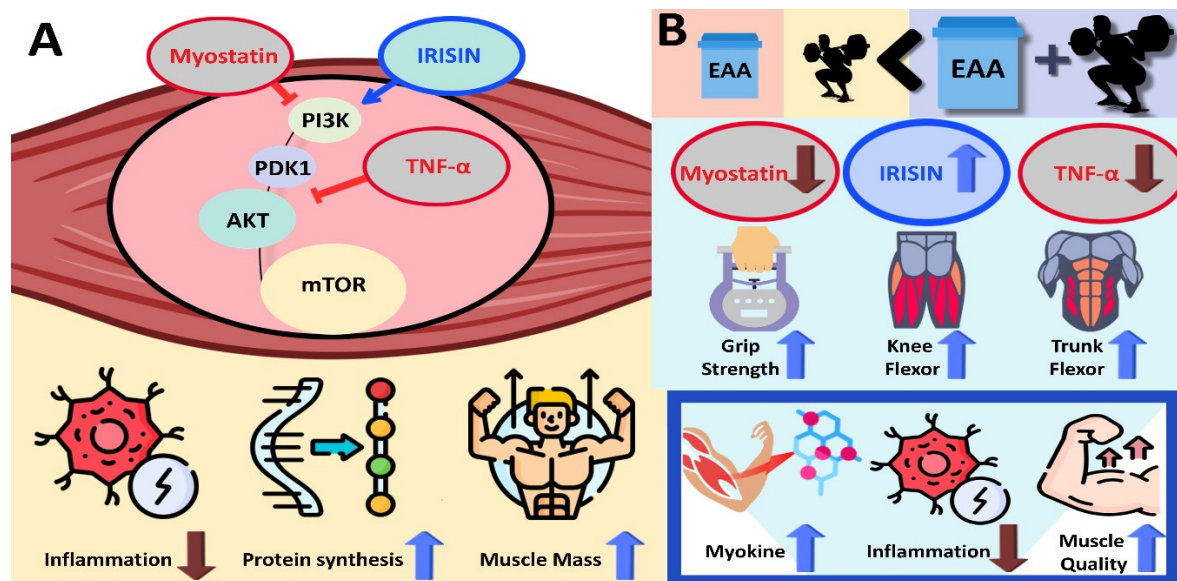 A
Myostatin
IRISIN
PI3K
PDK1
TNF-α
AKT
mTOR
Inflammation
Protein synthesis
Muscle Mass
B
EAA
<
EAA
+
Myostatin
IRISIN
TNF-α
Grip
Strength
Knee
Flexor
Trunk
Flexor
Myokine
Inflammation
Muscle
Quality